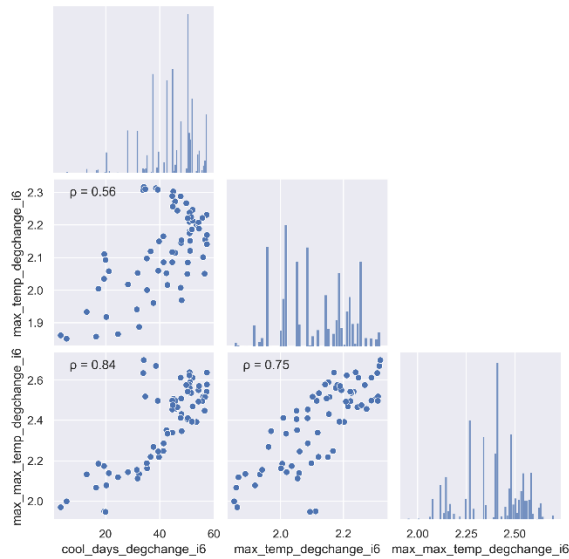 2.3
2.2
2.1
2.0
1.9
max_temp_degchange_i6
ρ = 0.56
2.6
2.4
2.2
2.0
max_max_temp_degchange_i6
ρ = 0.84
ρ = 0.75
20 40 60
cool_days_degchange_i6
2.0 2.2
max_temp_degchange_i6
2.00 2.25 2.50
max_max_temp_degchange_i6